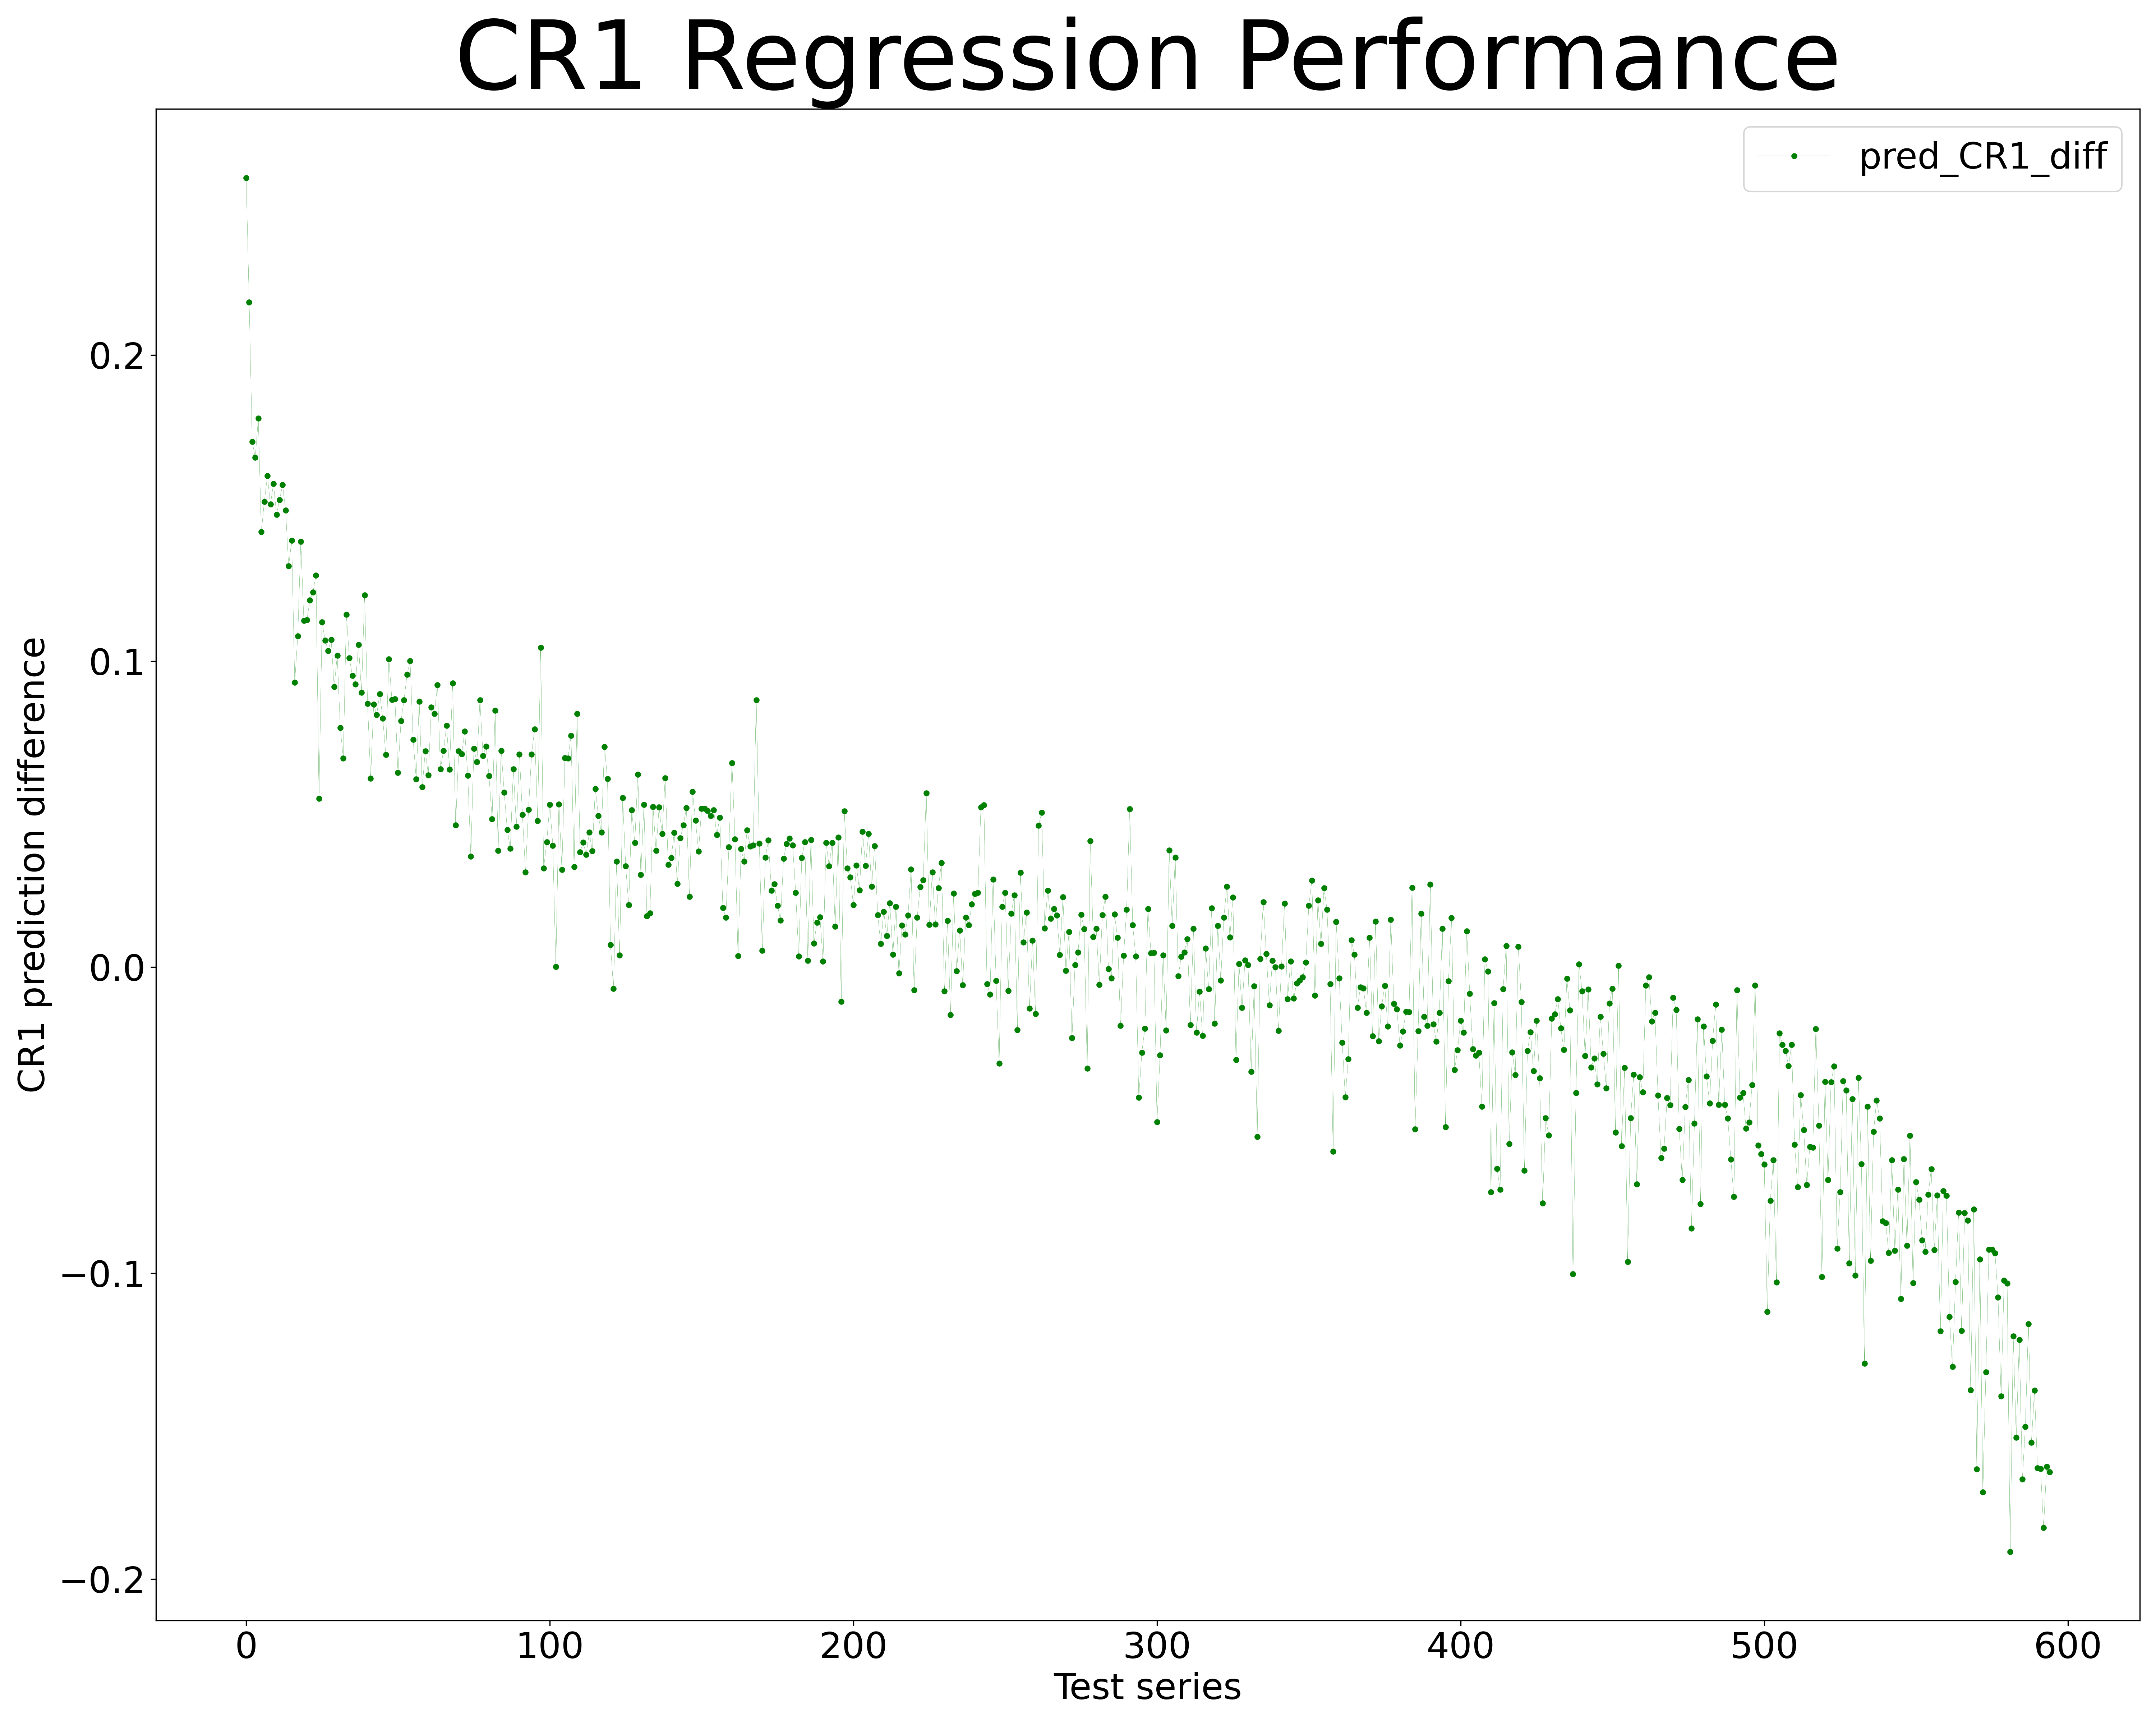 CR1 Regression Performance
pred_CR1_diff
CR1 prediction difference
0.2
0.1
0.0
−0.1
−0.2
0 100 200 300 400 500 600
Test series